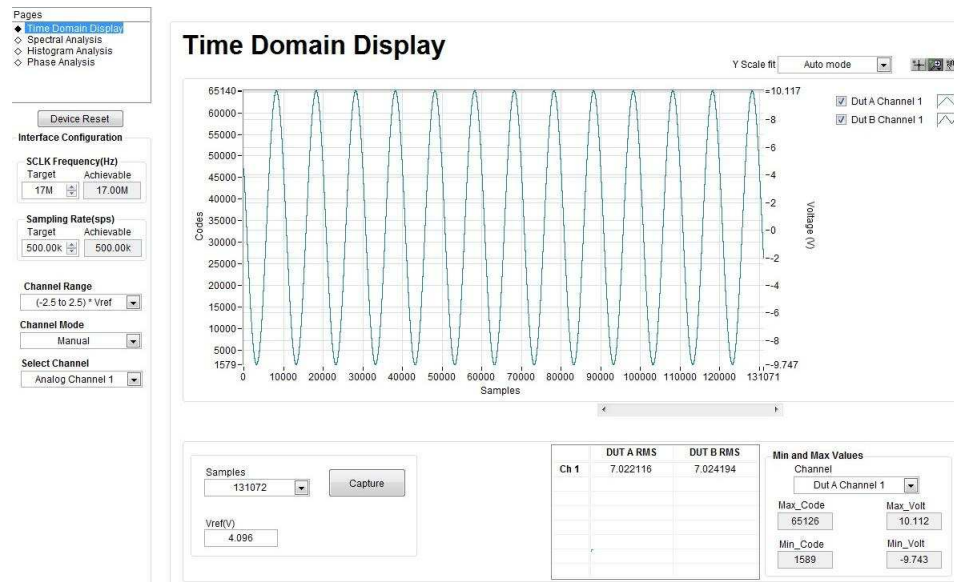 Pages
Time Domain Display
Spectral Analysis
Histogram Analysis
Phase Analysis
Device Reset
Interface Configuration
SCLK Frequency(Hz)
Target Achievable
17M 17.00M
Sampling Rate(sps)
Target Achievable
500.00k 500.00k
Channel Range
(-2.5 to 2.5) * Vref
Channel Mode
Manual
Select Channel
Analog Channel 1
Time Domain Display
Y Scale fit Auto mode
Dut A Channel 1
Dut B Channel 1
Codes
65140
60000
55000
50000
45000
40000
35000
30000
25000
20000
15000
10000
5000
1579
0 10000 20000 30000 40000 50000 60000 70000 80000 90000 100000 110000 120000 131071
Samples
10.117
8
6
4
2
0
-2
-4
-6
-8
-9.747
Voltage (V)
Samples
131072
Capture
Vref(V)
4.096
DUT A RMS DUT B RMS
Ch 1 7.022116 7.024194
Min and Max Values
Channel
Dut A Channel 1
Max_Code Max_Volt
65126 10.112
Min_Code Min_Volt
1589 -9.743